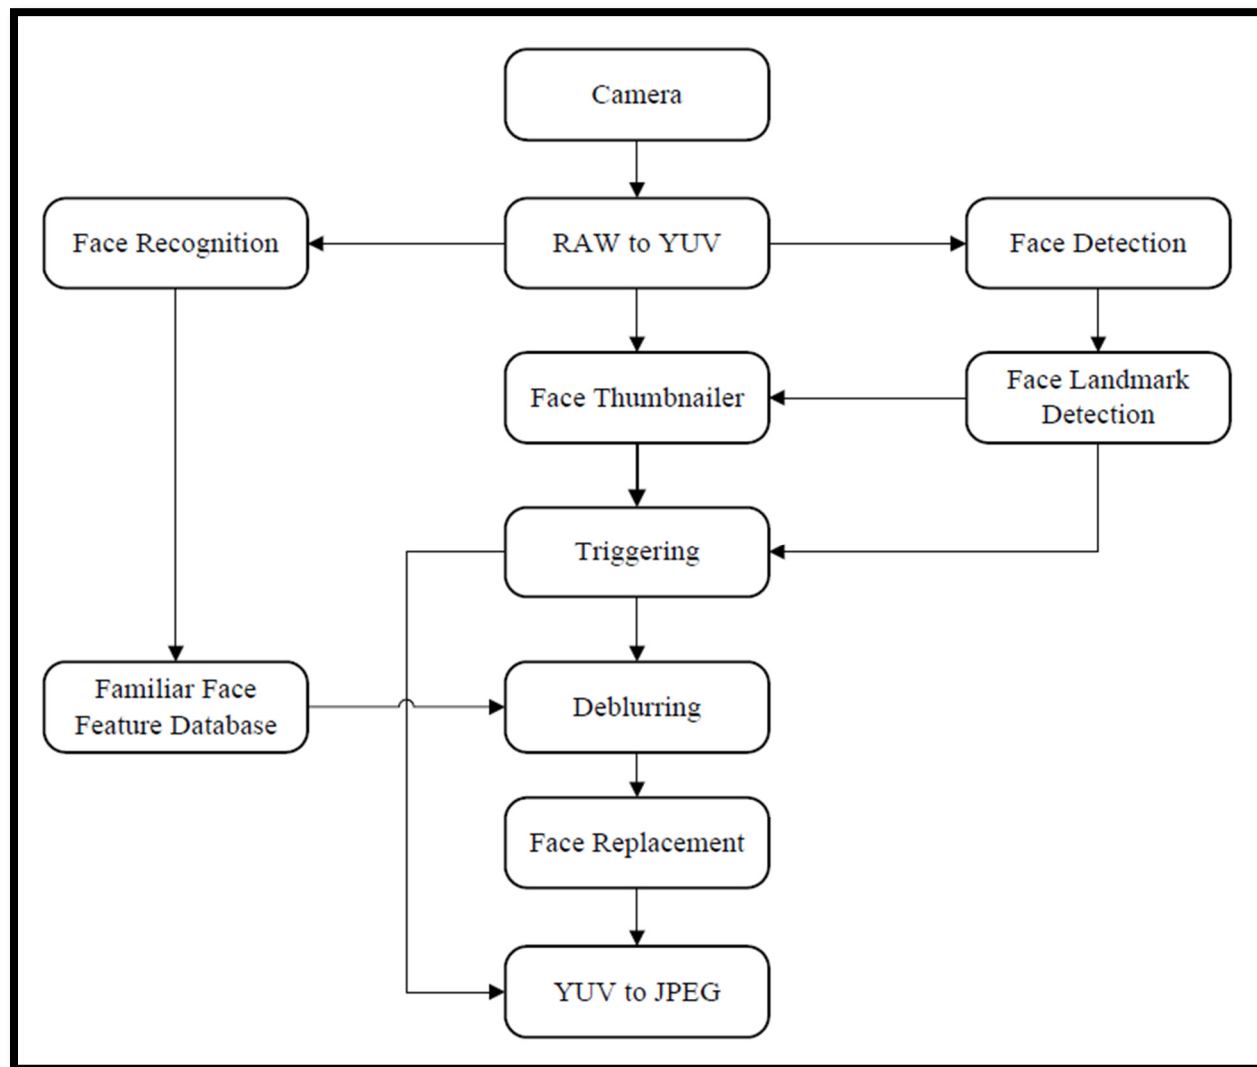 Camera
Face Recognition
RAW to YUV
Face Detection
Face Thumbnailer
Face Landmark
Detection
Triggering
Familiar Face
Feature Database
Deblurring
Face Replacement
YUV to JPEG